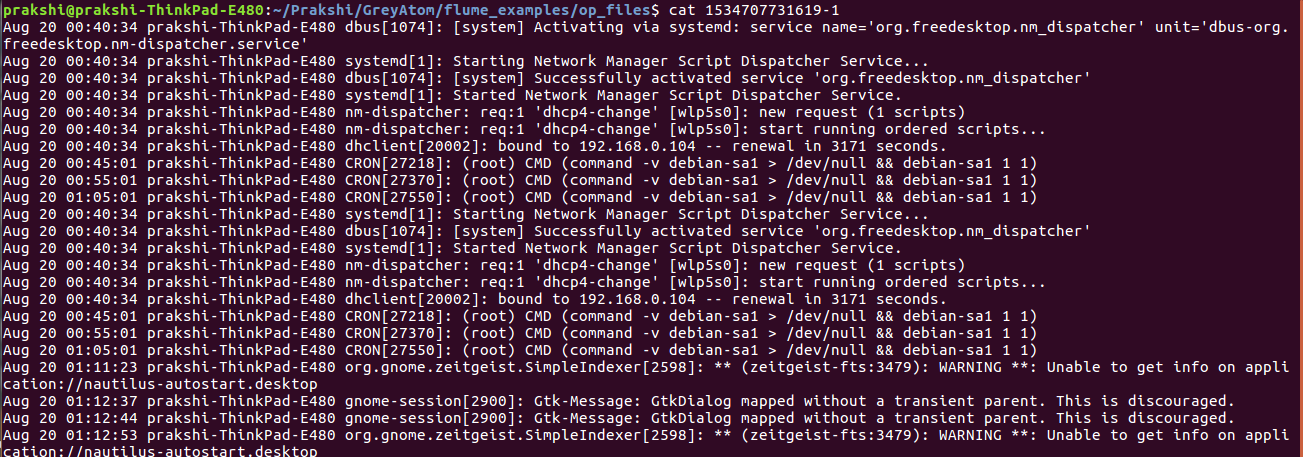 prakshi@prakshi-ThinkPad-E480:~/Prakshi/GreyAtom/flume_examples/op_files$ cat 1534707731619-1
Aug 20 00:40:34 prakshi-ThinkPad-E480 dbus[1074]: [system] Activating via systemd: service name='org.freedesktop.nm_dispatcher' unit='dbus-org.
freedesktop.nm-dispatcher.service'
Aug 20 00:40:34 prakshi-ThinkPad-E480 systemd[1]: Starting Network Manager Script Dispatcher Service...
Aug 20 00:40:34 prakshi-ThinkPad-E480 dbus[1074]: [system] Successfully activated service 'org.freedesktop.nm_dispatcher'
Aug 20 00:40:34 prakshi-ThinkPad-E480 systemd[1]: Started Network Manager Script Dispatcher Service.
Aug 20 00:40:34 prakshi-ThinkPad-E480 nm-dispatcher: req:1 'dhcp4-change' [wlp5s0]: new request (1 scripts)
Aug 20 00:40:34 prakshi-ThinkPad-E480 nm-dispatcher: req:1 'dhcp4-change' [wlp5s0]: start running ordered scripts...
Aug 20 00:40:34 prakshi-ThinkPad-E480 dhclient[20002]: bound to 192.168.0.104 -- renewal in 3171 seconds.
Aug 20 00:45:01 prakshi-ThinkPad-E480 CRON[27218]: (root) CMD (command -v debian-sa1 > /dev/null && debian-sa1 1 1)
Aug 20 00:55:01 prakshi-ThinkPad-E480 CRON[27370]: (root) CMD (command -v debian-sa1 > /dev/null && debian-sa1 1 1)
Aug 20 01:05:01 prakshi-ThinkPad-E480 CRON[27550]: (root) CMD (command -v debian-sa1 > /dev/null && debian-sa1 1 1)
Aug 20 00:40:34 prakshi-ThinkPad-E480 systemd[1]: Starting Network Manager Script Dispatcher Service...
Aug 20 00:40:34 prakshi-ThinkPad-E480 dbus[1074]: [system] Successfully activated service 'org.freedesktop.nm_dispatcher'
Aug 20 00:40:34 prakshi-ThinkPad-E480 systemd[1]: Started Network Manager Script Dispatcher Service.
Aug 20 00:40:34 prakshi-ThinkPad-E480 nm-dispatcher: req:1 'dhcp4-change' [wlp5s0]: new request (1 scripts)
Aug 20 00:40:34 prakshi-ThinkPad-E480 nm-dispatcher: req:1 'dhcp4-change' [wlp5s0]: start running ordered scripts...
Aug 20 00:40:34 prakshi-ThinkPad-E480 dhclient[20002]: bound to 192.168.0.104 -- renewal in 3171 seconds.
Aug 20 00:45:01 prakshi-ThinkPad-E480 CRON[27218]: (root) CMD (command -v debian-sa1 > /dev/null && debian-sa1 1 1)
Aug 20 00:55:01 prakshi-ThinkPad-E480 CRON[27370]: (root) CMD (command -v debian-sa1 > /dev/null && debian-sa1 1 1)
Aug 20 01:05:01 prakshi-ThinkPad-E480 CRON[27550]: (root) CMD (command -v debian-sa1 > /dev/null && debian-sa1 1 1)
Aug 20 01:11:23 prakshi-ThinkPad-E480 org.gnome.zeitgeist.SimpleIndexer[2598]: ** (zeitgeist-fts:3479): WARNING **: Unable to get info on appli
cation://nautilus-autostart.desktop
Aug 20 01:12:37 prakshi-ThinkPad-E480 gnome-session[2900]: Gtk-Message: GtkDialog mapped without a transient parent. This is discouraged.
Aug 20 01:12:44 prakshi-ThinkPad-E480 gnome-session[2900]: Gtk-Message: GtkDialog mapped without a transient parent. This is discouraged.
Aug 20 01:12:53 prakshi-ThinkPad-E480 org.gnome.zeitgeist.SimpleIndexer[2598]: ** (zeitgeist-fts:3479): WARNING **: Unable to get info on appli
cation://nautilus-autostart.desktop